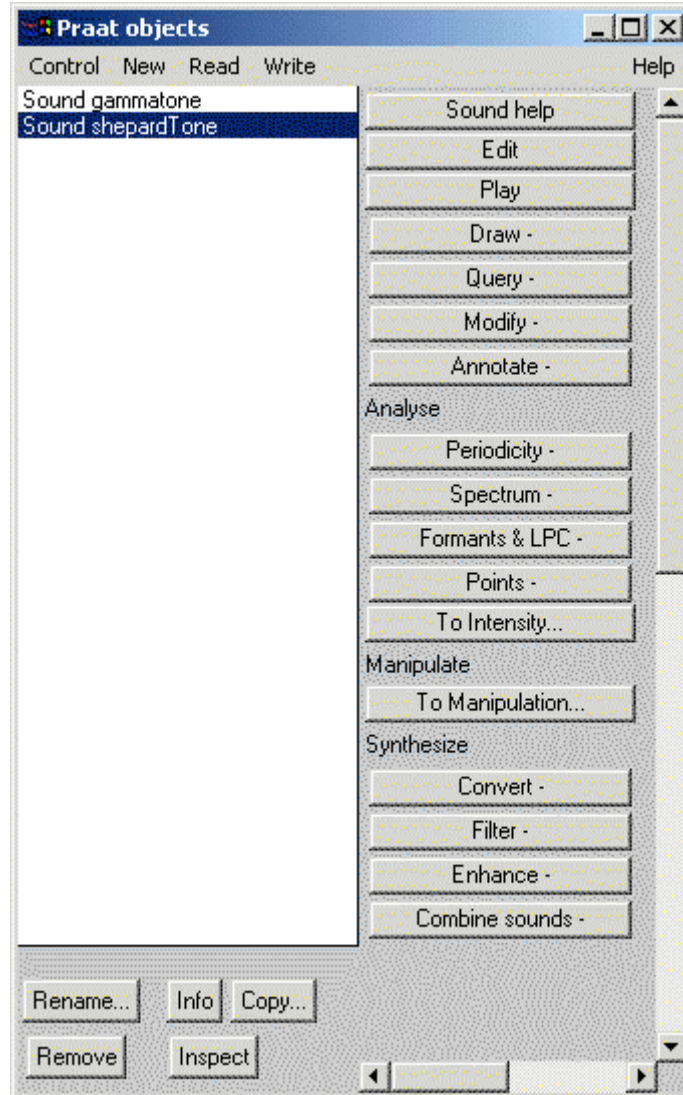 Praat objects
Control New Read Write Help
Sound gammatone
Sound shepardTone
Sound help
Edit
Play
Draw -
Query -
Modify -
Annotate -
Analyse
Periodicity -
Spectrum -
Formants & LPC -
Points -
To Intensity...
Manipulate
To Manipulation...
Synthesize
Convert -
Filter -
Enhance -
Combine sounds -
Rename... Info Copy...
Remove Inspect